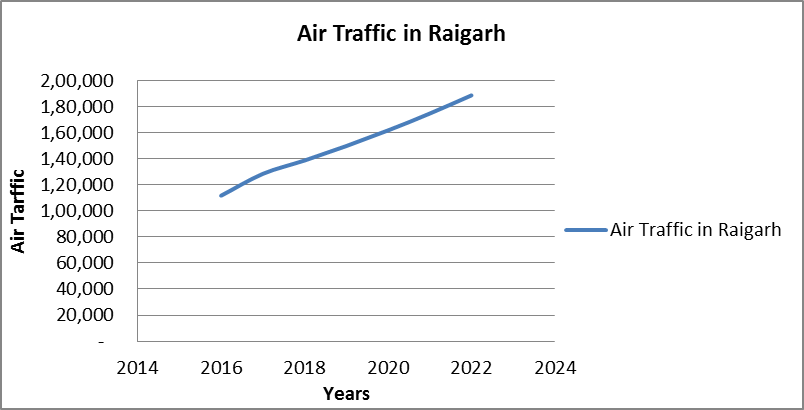 Air Traffic in Raigarh
2,00,000
1,80,000
1,60,000
1,40,000
1,20,000
1,00,000
80,000
60,000
40,000
20,000
-
Air Tarffic
2014 2016 2018 2020 2022 2024
Years
Air Traffic in Raigarh